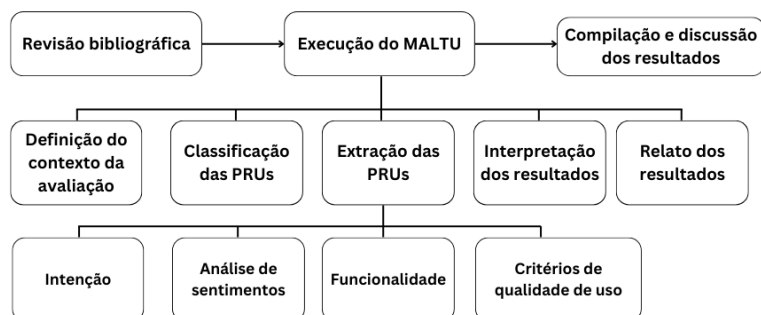 Revisão bibliográfica
Execução do MALTU
Compilação e discussão
dos resultados
Definição do
contexto da
avaliação
Classificação
das PRUs
Extração das
PRUs
Interpretação
dos resultados
Relato dos
resultados
Intenção
Análise de
sentimentos
Funcionalidade
Critérios de
qualidade de uso